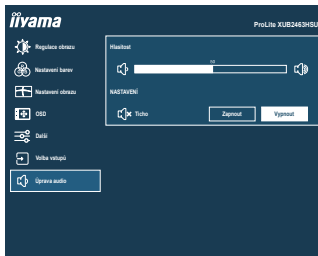 iiyama
ProLite XUB2463HSU
Regulace obrazu
Nastavení barev
Nastavení obrazu
OSD
Další
Volba vstupů
Úprava audio
Hlasitost
50
NASTAVENÍ
Ticho
Zapnout
Vypnout